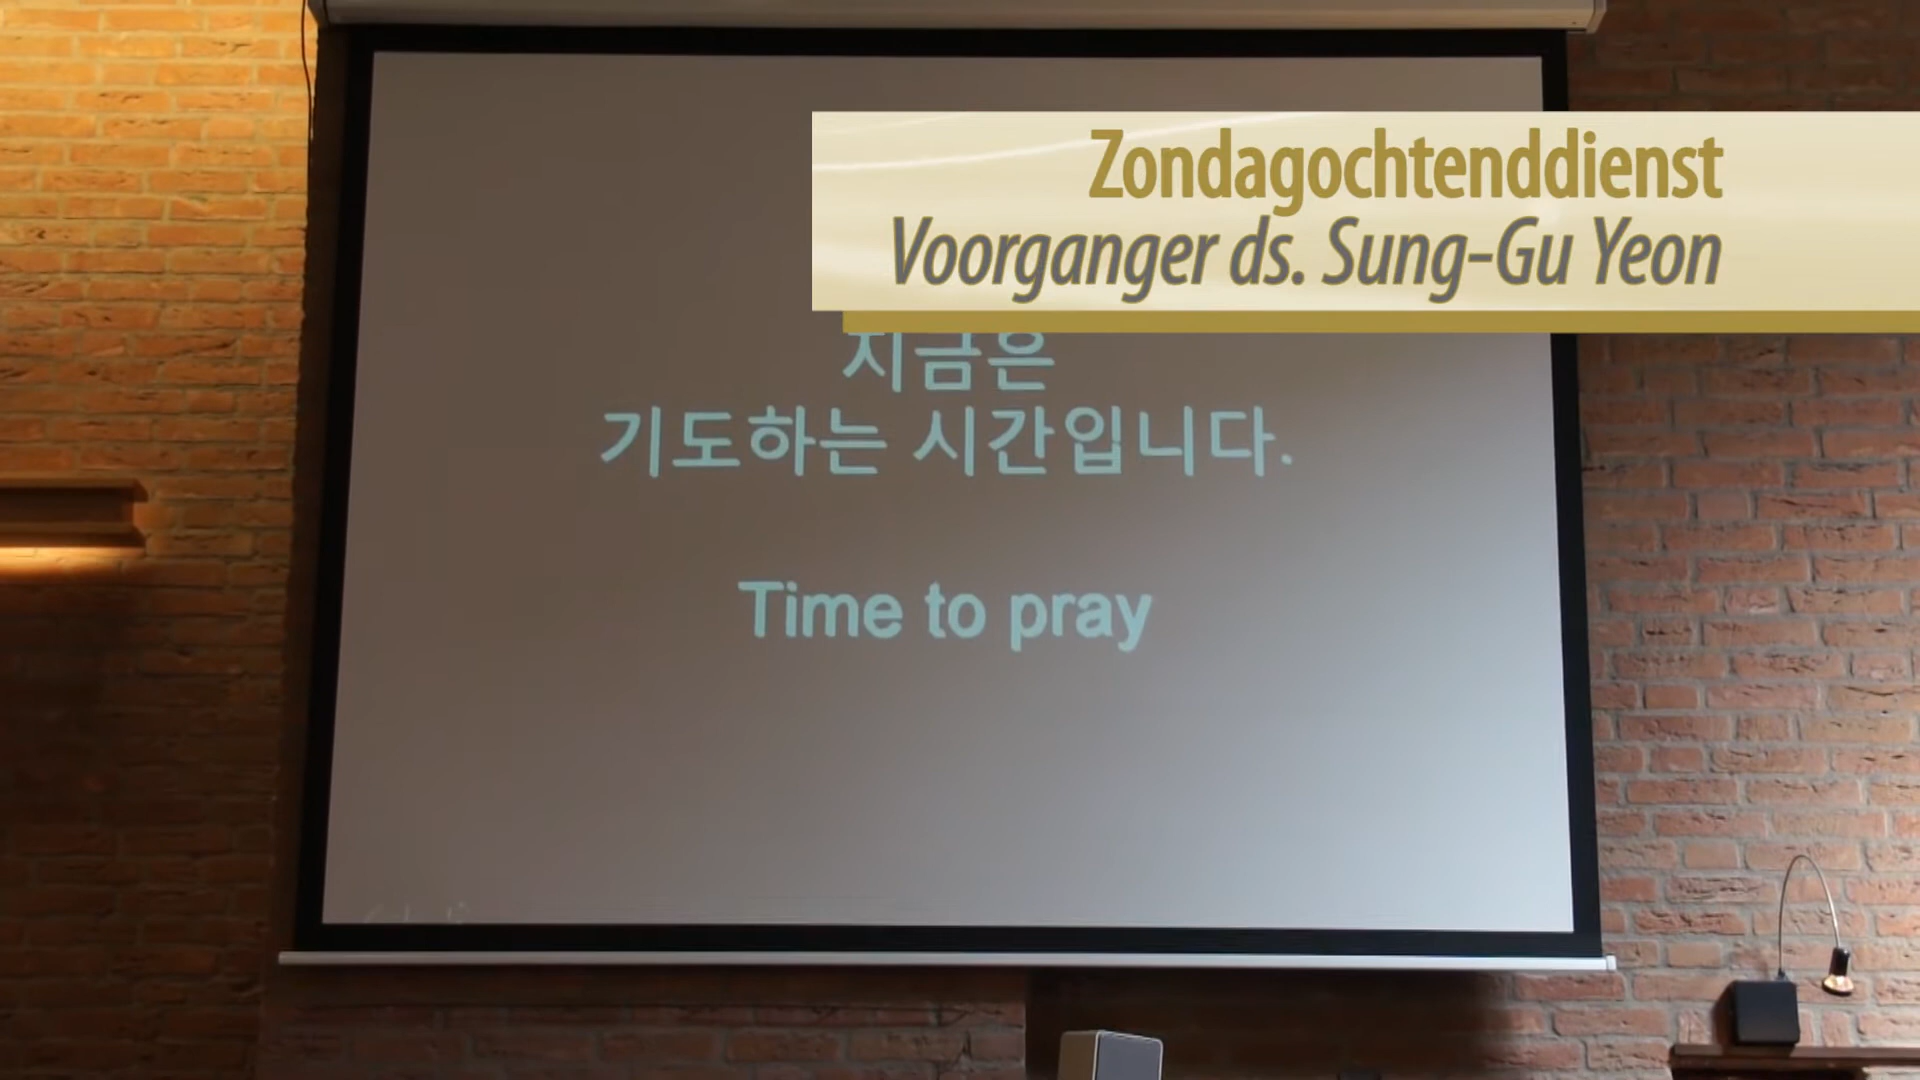 Zondagochtenddienst
Voorganger ds. Sung-Gu Yeon
지금은
기도하는 시간입니다.
Time to pray